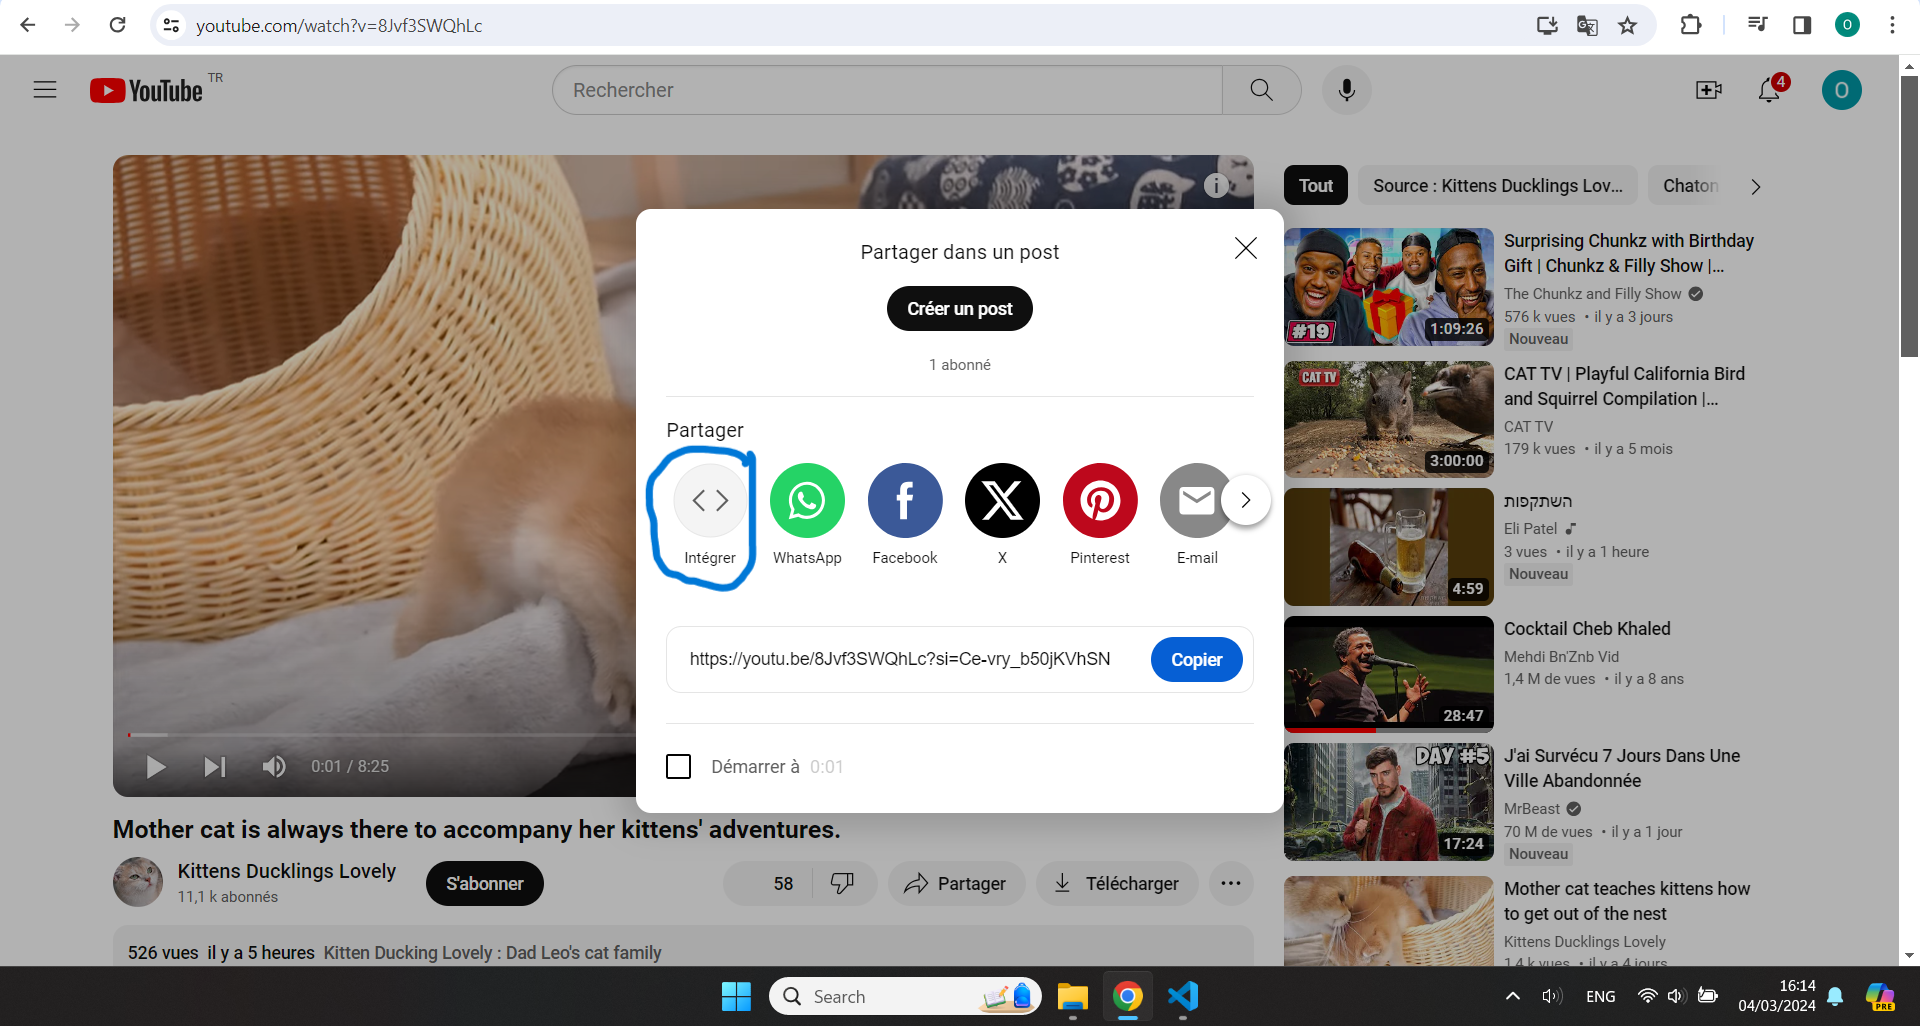 youtube.com/watch?v=8Jvf3SWQhLc
O
YouTube TR
Rechercher
4
O
Tout
Source : Kittens Ducklings Lov...
Chaton
Partager dans un post
Créer un post
1 abonné
Partager
Intégrer
WhatsApp
Facebook
X
Pinterest
E-mail
https://youtu.be/8Jvf3SWQhLc?si=Ce-vry_b50jKVhSN
Copier
Démarrer à 0:01
0:01 / 8:25
Mother cat is always there to accompany her kittens' adventures.
Kittens Ducklings Lovely
11,1 k abonnés
S'abonner
58
Partager
Télécharger
526 vues il y a 5 heures Kitten Ducking Lovely : Dad Leo's cat family
#19
1:09:26
Surprising Chunkz with Birthday
Gift | Chunkz & Filly Show |...
The Chunkz and Filly Show
576 k vues • il y a 3 jours
Nouveau
CAT TV
3:00:00
CAT TV | Playful California Bird
and Squirrel Compilation |...
CAT TV
179 k vues • il y a 5 mois
4:59
השתקפות
Eli Patel
3 vues • il y a 1 heure
Nouveau
28:47
Cocktail Cheb Khaled
Mehdi Bn'Znb Vid
1,4 M de vues • il y a 8 ans
DAY #5
17:24
J'ai Survécu 7 Jours Dans Une
Ville Abandonnée
MrBeast
70 M de vues • il y a 1 jour
Nouveau
Mother cat teaches kittens how
to get out of the nest
Kittens Ducklings Lovely
1,4 k vues • il y a 4 jours
Search
ENG
16:14
04/03/2024
PRE